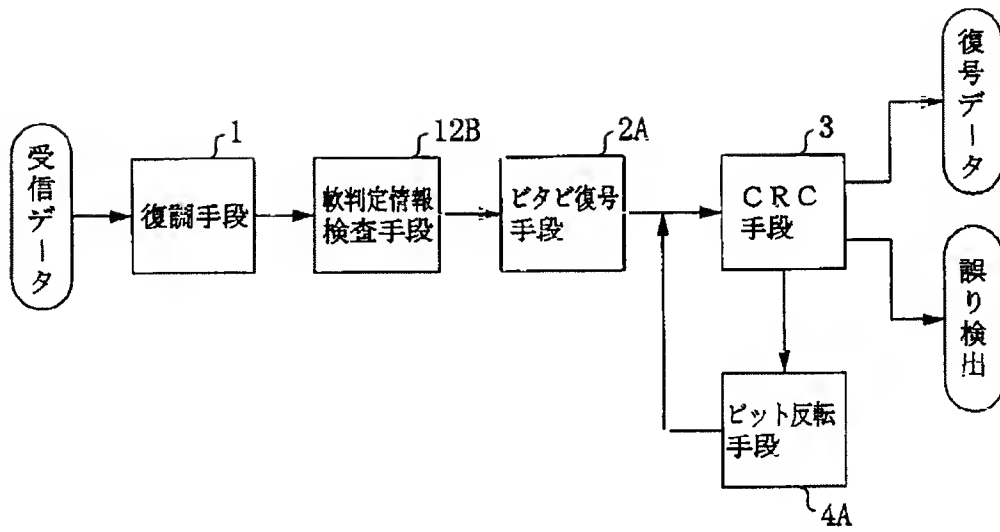 受信データ
1
復調手段
12B
軟判定情報
検査手段
2A
ビタビ復号
手段
3
CRC
手段
復号データ
誤り検出
ビット反転
手段
4A